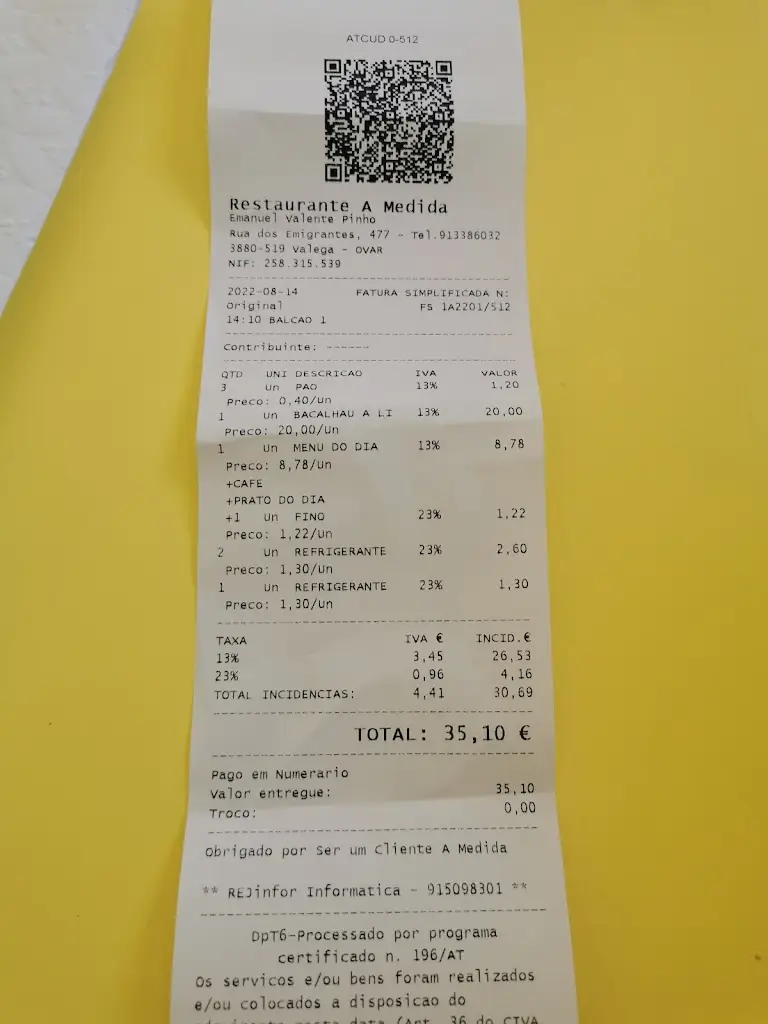 ATCUD 0-512
Restaurante A Medida
Emanuel Valente Pinho
Rua dos Emigrantes, 477 - Tel.913386032
3880-519 Valega - OVAR
NIF: 258.315.539
2022-08-14 FATURA SIMPLIFICADA N:
Original FS 1A2201/512
14:10 BALCAO 1
Contribuinte: ------
QTD UNI DESCRICAO IVA VALOR
3 Un PAO 13% 1,20
Preco: 0,40/Un
1 Un BACALHAU A LI 13% 20,00
Preco: 20,00/Un
1 Un MENU DO DIA 13% 8,78
Preco: 8,78/Un
+CAFE
+PRATO DO DIA
+1 Un FINO 23% 1,22
Preco: 1,22/Un
2 Un REFRIGERANTE 23% 2,60
Preco: 1,30/Un
1 Un REFRIGERANTE 23% 1,30
Preco: 1,30/Un
TAXA IVA € INCID.€
13% 3,45 26,53
23% 0,96 4,16
TOTAL INCIDENCIAS: 4,41 30,69
TOTAL: 35,10 €
Pago em Numerario
Valor entregue: 35,10
Troco: 0,00
Obrigado por Ser um Cliente A Medida
** REJinfor Informatica - 915098301 **
DpT6-Processado por programa
certificado n. 196/AT
Os servicos e/ou bens foram realizados
e/ou colocados a disposicao do
data (Art. 36 do CIVA